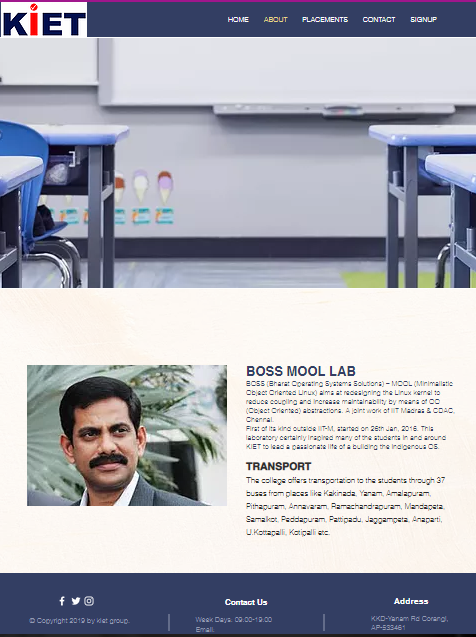 KIET
HOME ABOUT PLACEMENTS CONTACT SIGNUP
BOSS MOOL LAB
BOSS (Bharat Operating Systems Solutions) – MOOL (Minimalistic
Object Oriented Linux) aims at redesigning the Linux kernel to
reduce coupling and increase maintainability by means of OO
(Object Oriented) abstractions. A joint work of IIT Madras & CDAC,
Chennai.
First of its kind outside IIT-M, started on 26th Jan, 2016. This
laboratory certainly inspired many of the students in and around
KIET to lead a passionate life of a building the Indigenous OS.
TRANSPORT
The college offers transportation to the students through 37
buses from places like Kakinada, Yanam, Amalapuram,
Pithapuram, Annavaram, Ramachandrapuram, Mandapeta,
Samalkot, Peddapuram, Pattipadu, Jaggampeta, Anaparti,
U.Kottapalli, Kotipalli etc.
© Copyright 2019 by kiet group.
Contact Us
Week Days: 09:00-19:00
Email:
Address
KKD-Yanam Rd Corangi,
AP-533461